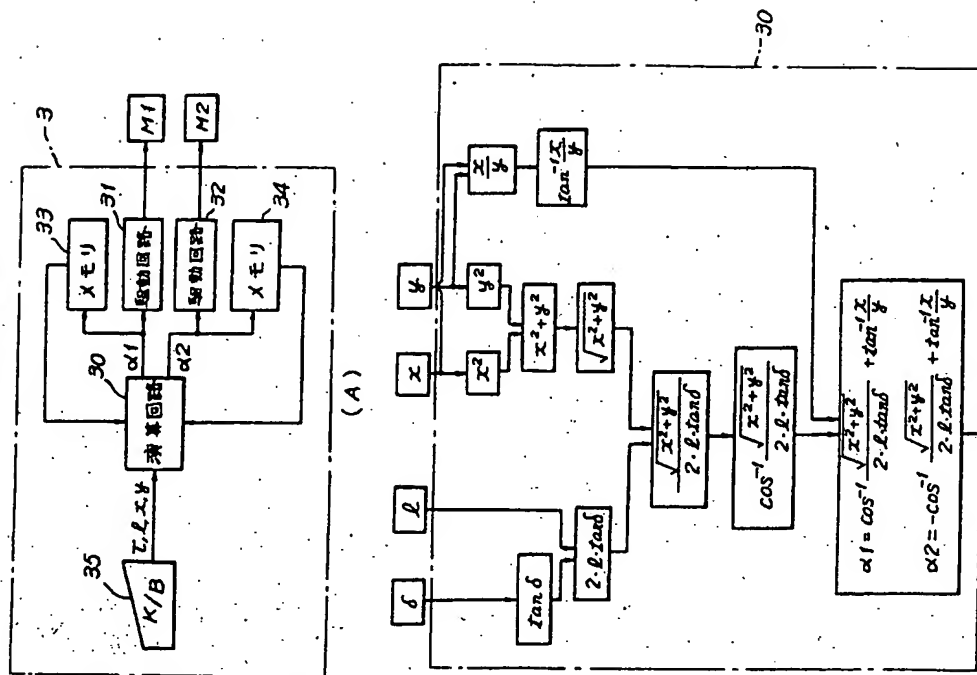 3
33
メモリ
31
駆動回路
M1
32
駆動回路
M2
34
メモリ
30
演算回路
α1
α2
τ, l, x, y
35
K/B
(A)
30
δ
l
x
y
tan δ
x²
y²
x/y
2・l・tanδ
x²+y²
tan⁻¹ x/y
√(x²+y²)
√(x²+y²) / 2・l・tanδ
cos⁻¹ √(x²+y²) / 2・l・tanδ
α1 = cos⁻¹ √(x²+y²) / 2・l・tanδ + tan⁻¹ x/y
α2 = -cos⁻¹ √(x²+y²) / 2・l・tanδ + tan⁻¹ x/y